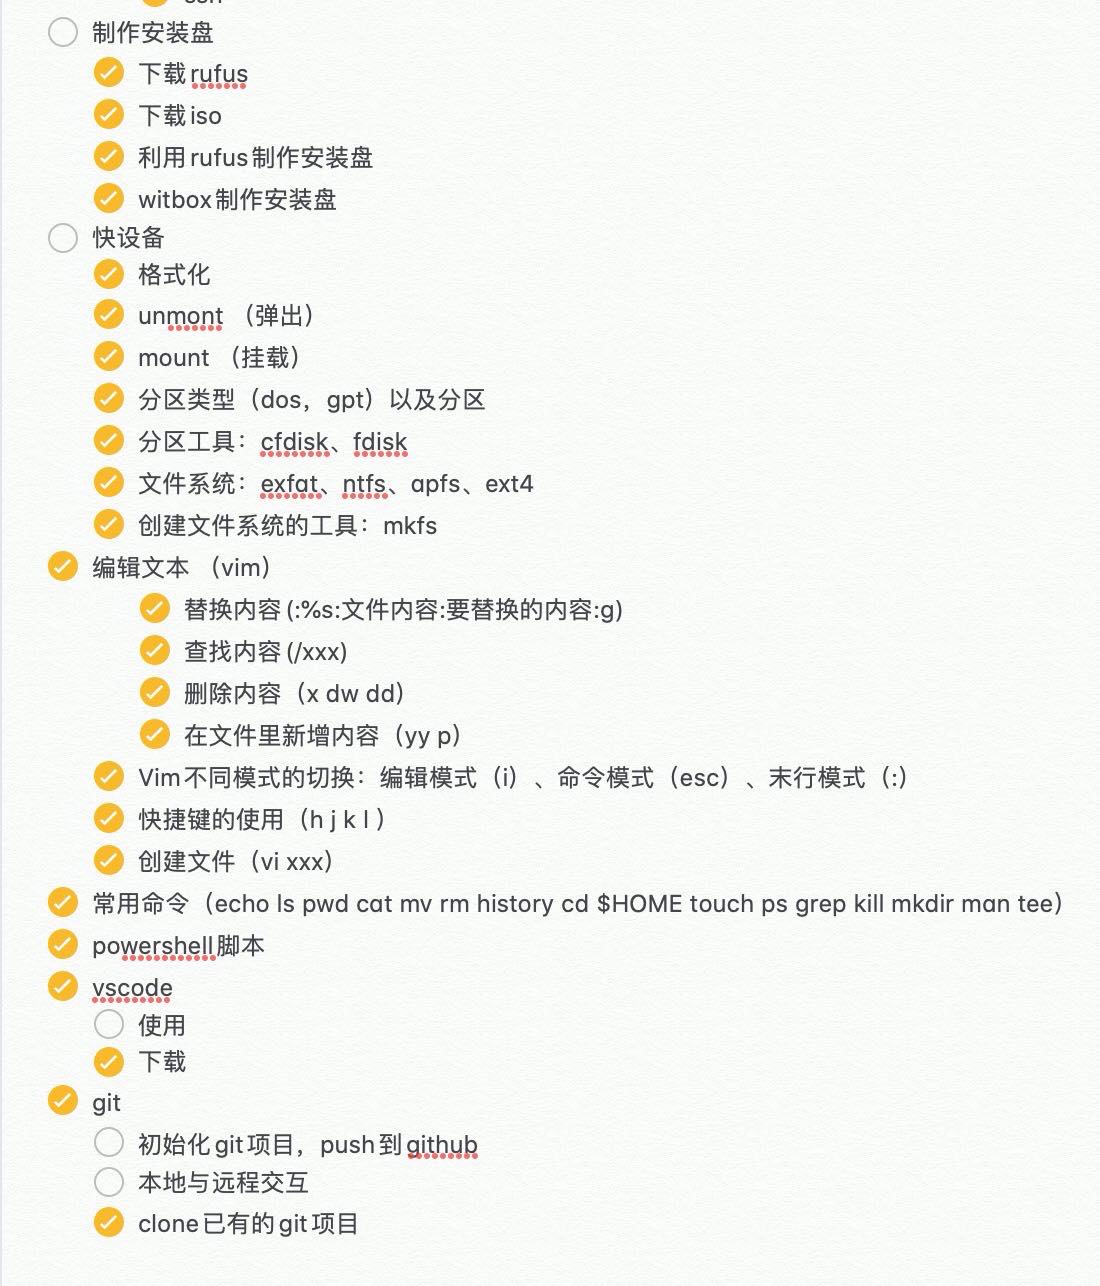 制作安装盘
下载rufus
下载iso
利用rufus制作安装盘
witbox制作安装盘
快设备
格式化
unmont （弹出）
mount （挂载）
分区类型（dos，gpt）以及分区
分区工具：cfdisk、fdisk
文件系统：exfat、ntfs、apfs、ext4
创建文件系统的工具：mkfs
编辑文本 （vim）
替换内容(:%s:文件内容:要替换的内容:g)
查找内容(/xxx)
删除内容（x dw dd）
在文件里新增内容（yy p）
Vim不同模式的切换：编辑模式（i）、命令模式（esc）、末行模式（:）
快捷键的使用（h j k l ）
创建文件（vi xxx）
常用命令（echo ls pwd cat mv rm history cd $HOME touch ps grep kill mkdir man tee）
powershell脚本
vscode
使用
下载
git
初始化git项目，push到github
本地与远程交互
clone已有的git项目